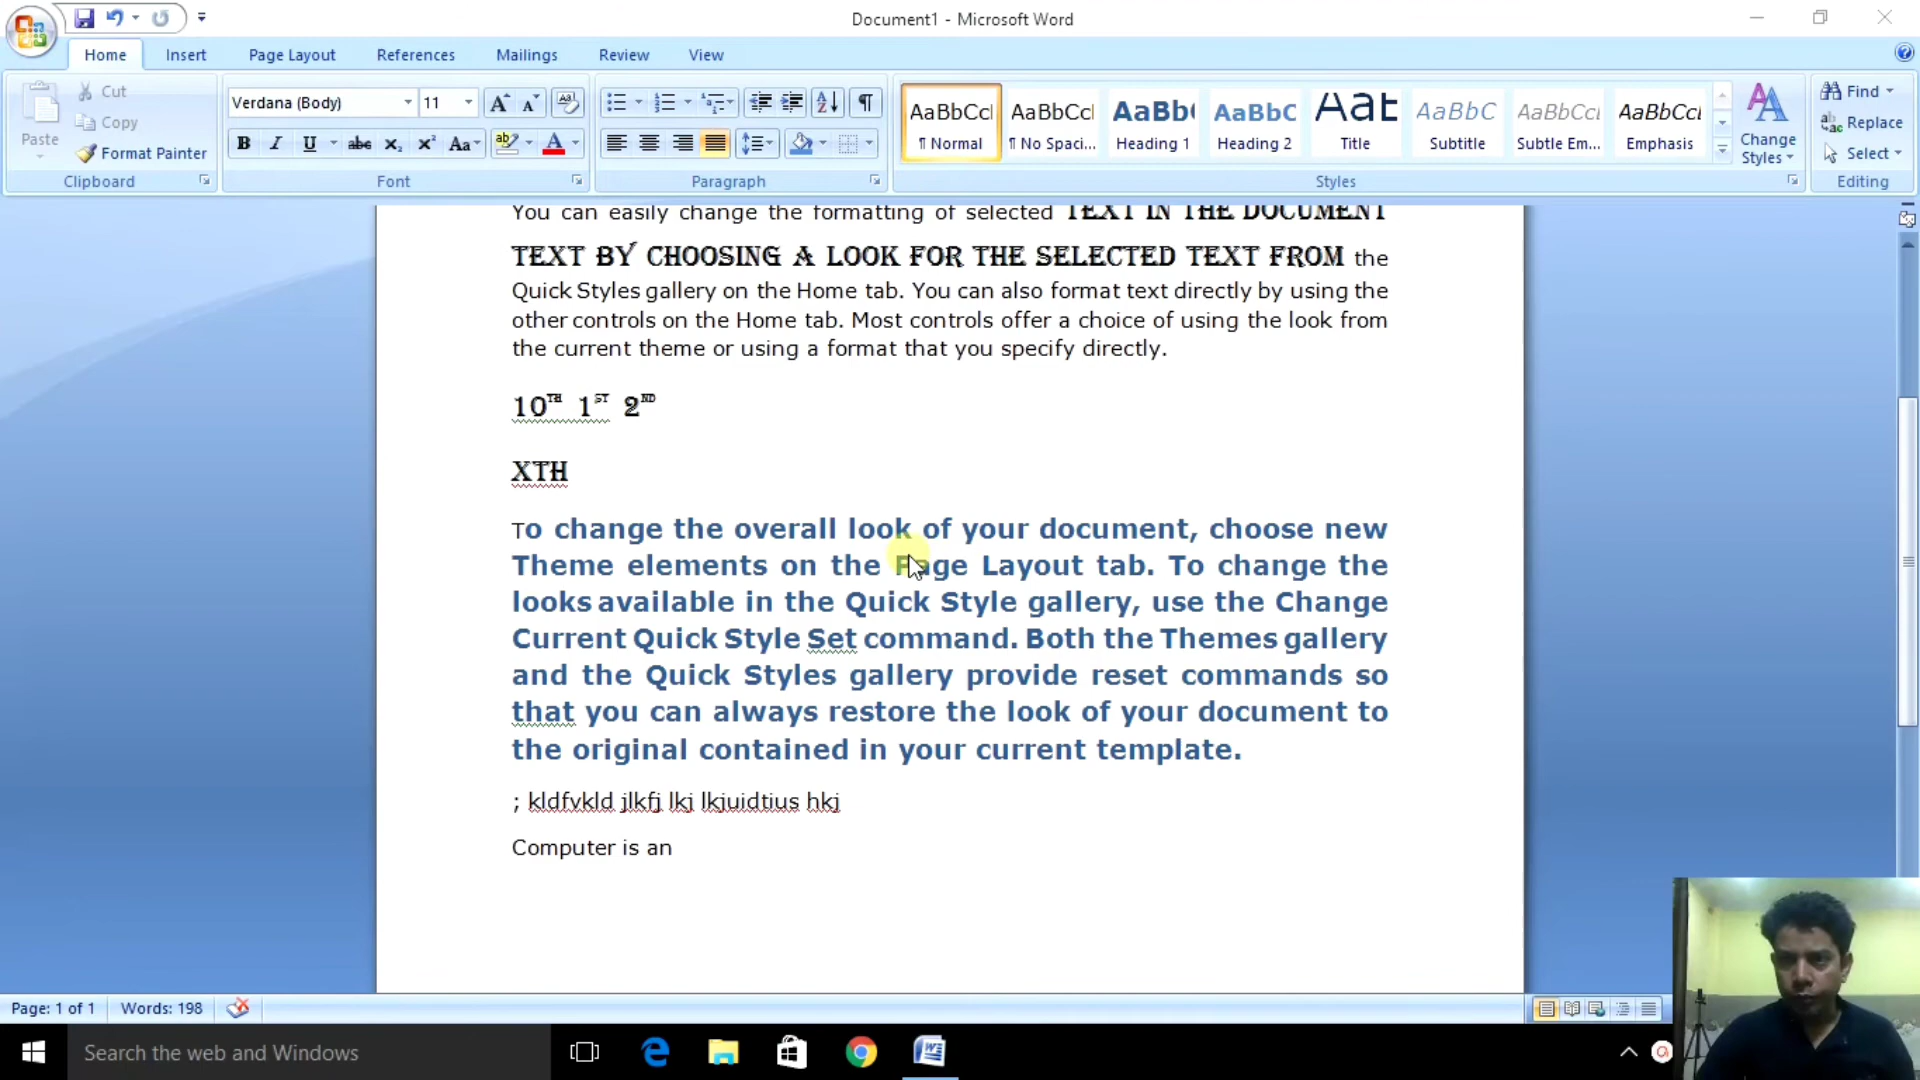 Document1 - Microsoft Word
Home Insert Page Layout References Mailings Review View
Paste
Cut
Copy
Format Painter
Clipboard
Verdana (Body) 11
B I U abc X₂ X² Aa ab A
Font
Paragraph
AaBbCcl AaBbCcl AaBb( AaBbC Aat AaBbC AaBbCcl AaBbCcl
¶ Normal ¶ No Spaci... Heading 1 Heading 2 Title Subtitle Subtle Em... Emphasis
Change
Styles
Styles
Find
Replace
Select
Editing
You can easily change the formatting of selected TEXT IN THE DOCUMENT
TEXT BY CHOOSING A LOOK FOR THE SELECTED TEXT FROM the
Quick Styles gallery on the Home tab. You can also format text directly by using the
other controls on the Home tab. Most controls offer a choice of using the look from
the current theme or using a format that you specify directly.
10TH 1ST 2ND
XTH
To change the overall look of your document, choose new
Theme elements on the Page Layout tab. To change the
looks available in the Quick Style gallery, use the Change
Current Quick Style Set command. Both the Themes gallery
and the Quick Styles gallery provide reset commands so
that you can always restore the look of your document to
the original contained in your current template.
; kldfvkld jlkfj lkj lkjuidtius hkj
Computer is an
Page: 1 of 1 Words: 198
Search the web and Windows